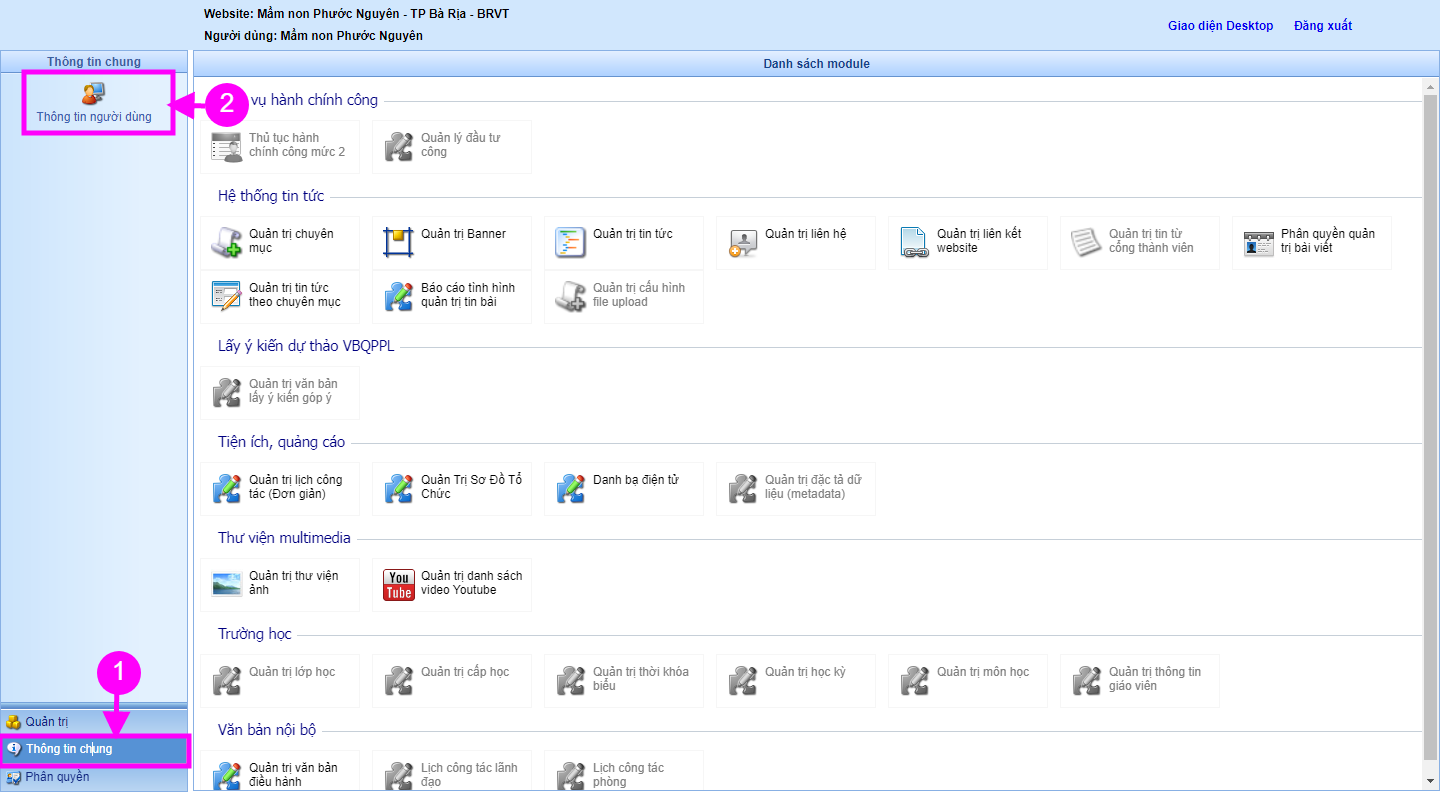 Website: Mầm non Phước Nguyên - TP Bà Rịa - BRVT
Người dùng: Mầm non Phước Nguyên
Giao diện Desktop
Đăng xuất
Thông tin chung
Thông tin người dùng
2
Danh sách module
vụ hành chính công
Thủ tục hành
chính công mức 2
Quản lý đầu tư
công
Hệ thống tin tức
Quản trị chuyên
mục
Quản trị Banner
Quản trị tin tức
Quản trị liên hệ
Quản trị liên kết
website
Quản trị tin từ
cổng thành viên
Phân quyền quản
trị bài viết
Quản trị tin tức
theo chuyên mục
Báo cáo tình hình
quản trị tin bài
Quản trị cấu hình
file upload
Lấy ý kiến dự thảo VBQPPL
Quản trị văn bản
lấy ý kiến góp ý
Tiện ích, quảng cáo
Quản trị lịch công
tác (Đơn giản)
Quản Trị Sơ Đồ Tổ
Chức
Danh bạ điện tử
Quản trị đặc tả dữ
liệu (metadata)
Thư viện multimedia
Quản trị thư viện
ảnh
You
Tube
Quản trị danh sách
video Youtube
Trường học
Quản trị lớp học
Quản trị cấp học
Quản trị thời khóa
biểu
Quản trị học kỳ
Quản trị môn học
Quản trị thông tin
giáo viên
Văn bản nội bộ
Quản trị văn bản
điều hành
Lịch công tác lãnh
đạo
Lịch công tác
phòng
1
Quản trị
Thông tin chung
Phân quyền